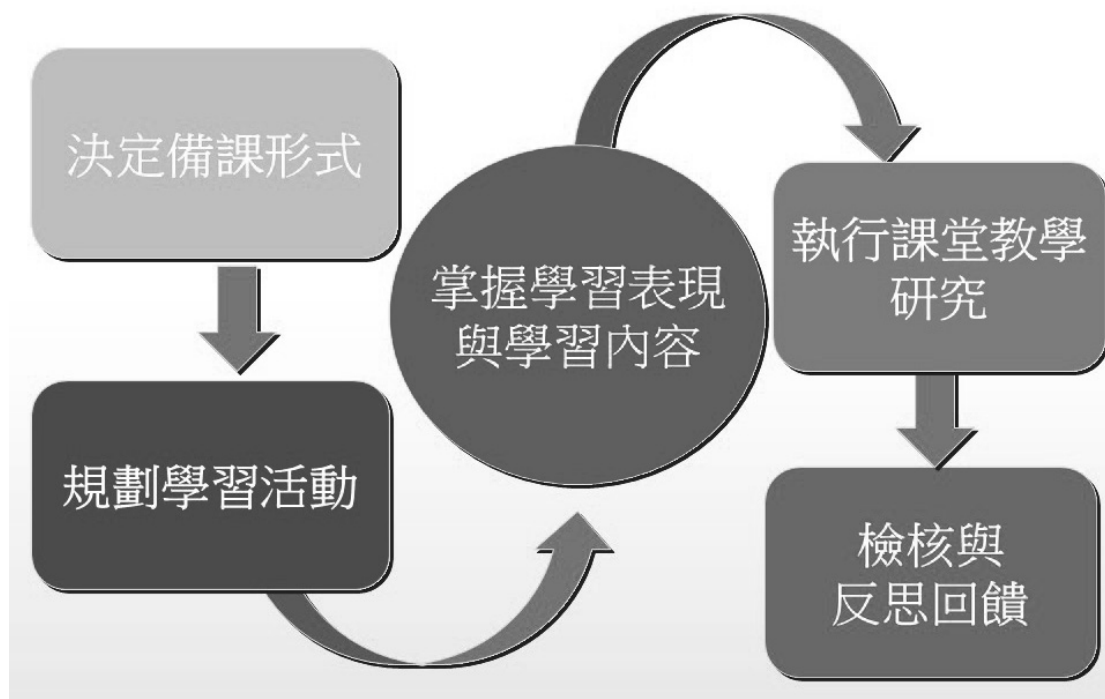 決定備課形式
規劃學習活動
掌握學習表現
與學習內容
執行課堂教學
研究
檢核與
反思回饋